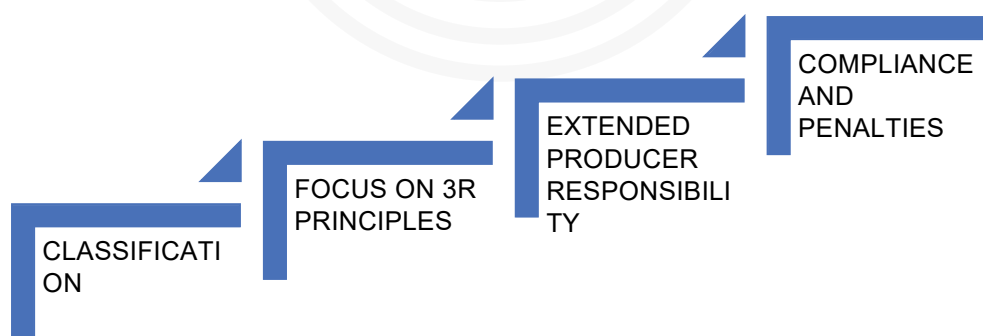 CLASSIFICATI
ON
FOCUS ON 3R
PRINCIPLES
EXTENDED
PRODUCER
RESPONSIBILI
TY
COMPLIANCE
AND
PENALTIES